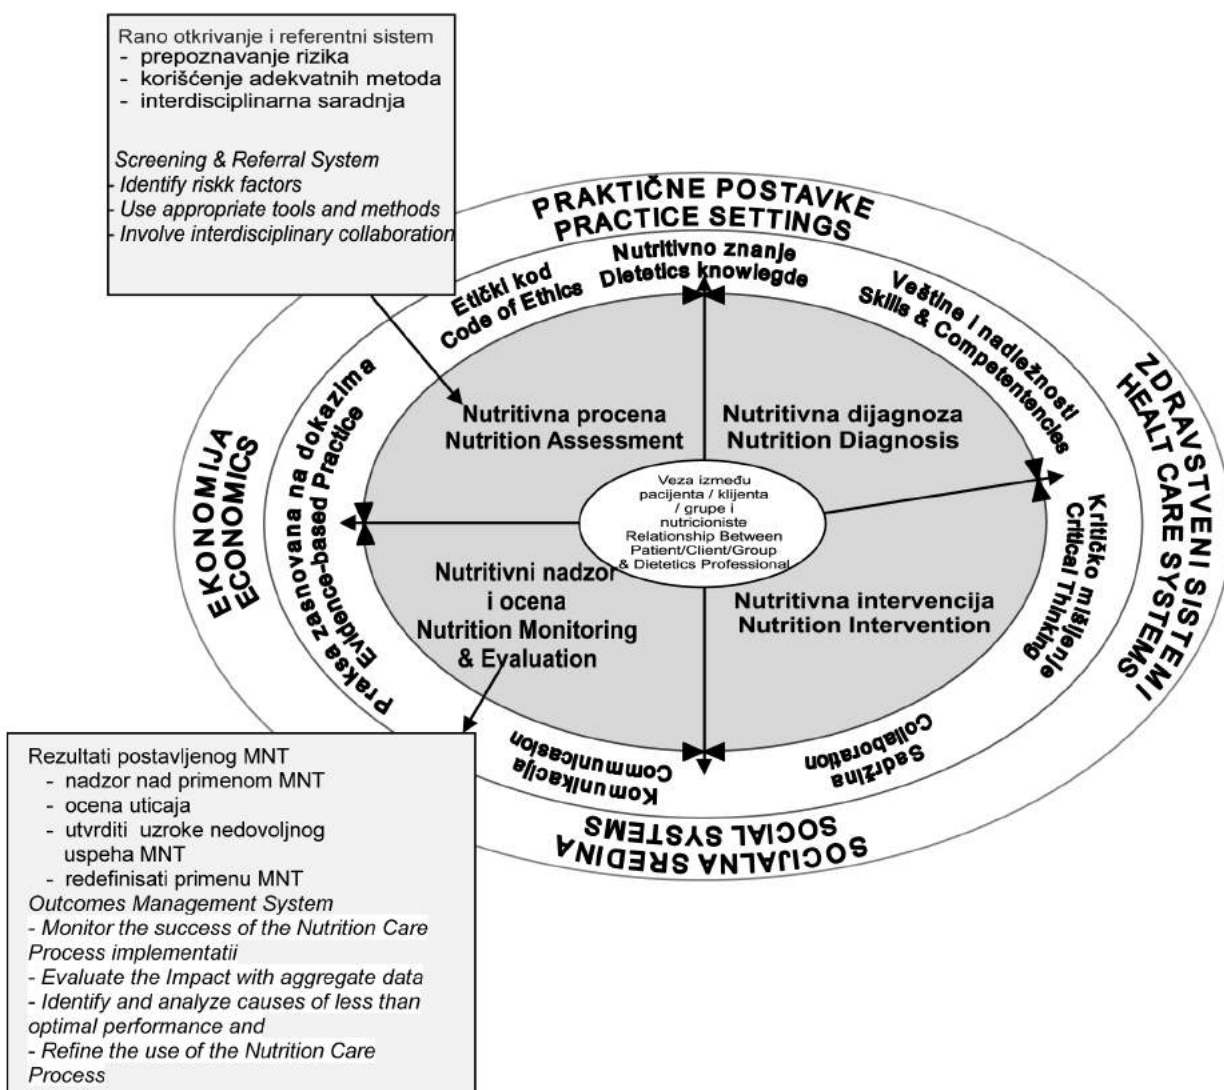 Rano otkrivanje i referentni sistem
- prepoznavanje rizika
- korišćenje adekvatnih metoda
- interdisciplinarna saradnja
Screening & Referral System
- Identify riskk factors
- Use appropriate tools and methods
- Involve interdisciplinary collaboration
PRAKTIČNE POSTAVKE
PRACTICE SETTINGS
ZDRAVSTVENI SISTEMI
HEALT CARE SYSTEMS
SOCIJALNA SREDINA
SOCIAL SYSTEMS
EKONOMIJA
ECONOMICS
Etički kod
Code of Ethics
Nutritivno znanje
Dietetics knowlegde
Veštine i nadležnosti
Skills & Competentencies
Kritičko mišljenje
Critical Thinking
Sadržina
Collaboration
Komunikacija
Communicasion
Praksa zasnovana na dokazima
Evidence-based Practice
Nutritivna procena
Nutrition Assessment
Nutritivna dijagnoza
Nutrition Diagnosis
Veza između
pacijenta / klijenta
/ grupe i
nutricioniste
Relationship Between
Patient/Client/Group
& Dietetics Professional
Nutritivni nadzor
i ocena
Nutrition Monitoring
& Evaluation
Nutritivna intervencija
Nutrition Intervention
Rezultati postavljenog MNT
- nadzor nad primenom MNT
- ocena uticaja
- utvrditi uzroke nedovoljnog
uspeha MNT
- redefinisati primenu MNT
Outcomes Management System
- Monitor the success of the Nutrition Care
Process implementatii
- Evaluate the Impact with aggregate data
- Identify and analyze causes of less than
optimal performance and
- Refine the use of the Nutrition Care
Process